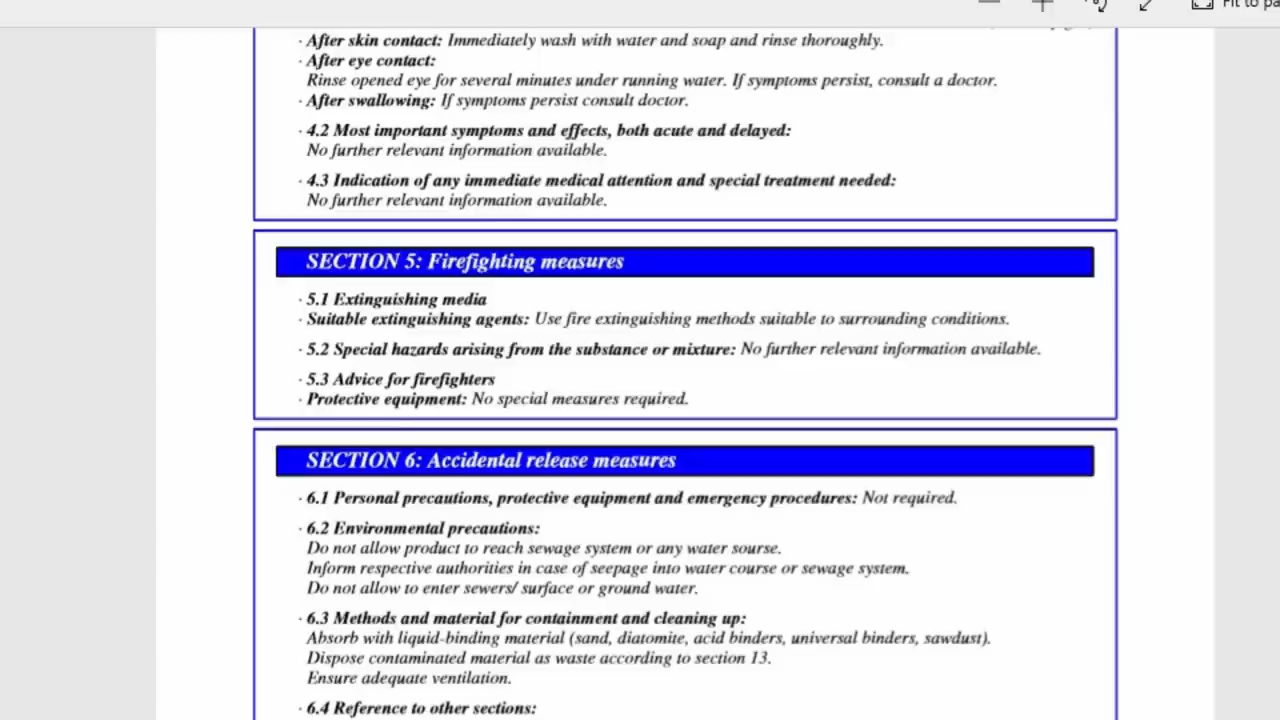 Fit to pa
· After skin contact: Immediately wash with water and soap and rinse thoroughly.
· After eye contact:
Rinse opened eye for several minutes under running water. If symptoms persist, consult a doctor.
· After swallowing: If symptoms persist consult doctor.
· 4.2 Most important symptoms and effects, both acute and delayed:
No further relevant information available.
· 4.3 Indication of any immediate medical attention and special treatment needed:
No further relevant information available.
SECTION 5: Firefighting measures
· 5.1 Extinguishing media
· Suitable extinguishing agents: Use fire extinguishing methods suitable to surrounding conditions.
· 5.2 Special hazards arising from the substance or mixture: No further relevant information available.
· 5.3 Advice for firefighters
· Protective equipment: No special measures required.
SECTION 6: Accidental release measures
· 6.1 Personal precautions, protective equipment and emergency procedures: Not required.
· 6.2 Environmental precautions:
Do not allow product to reach sewage system or any water sourse.
Inform respective authorities in case of seepage into water course or sewage system.
Do not allow to enter sewers/ surface or ground water.
· 6.3 Methods and material for containment and cleaning up:
Absorb with liquid-binding material (sand, diatomite, acid binders, universal binders, sawdust).
Dispose contaminated material as waste according to section 13.
Ensure adequate ventilation.
· 6.4 Reference to other sections: